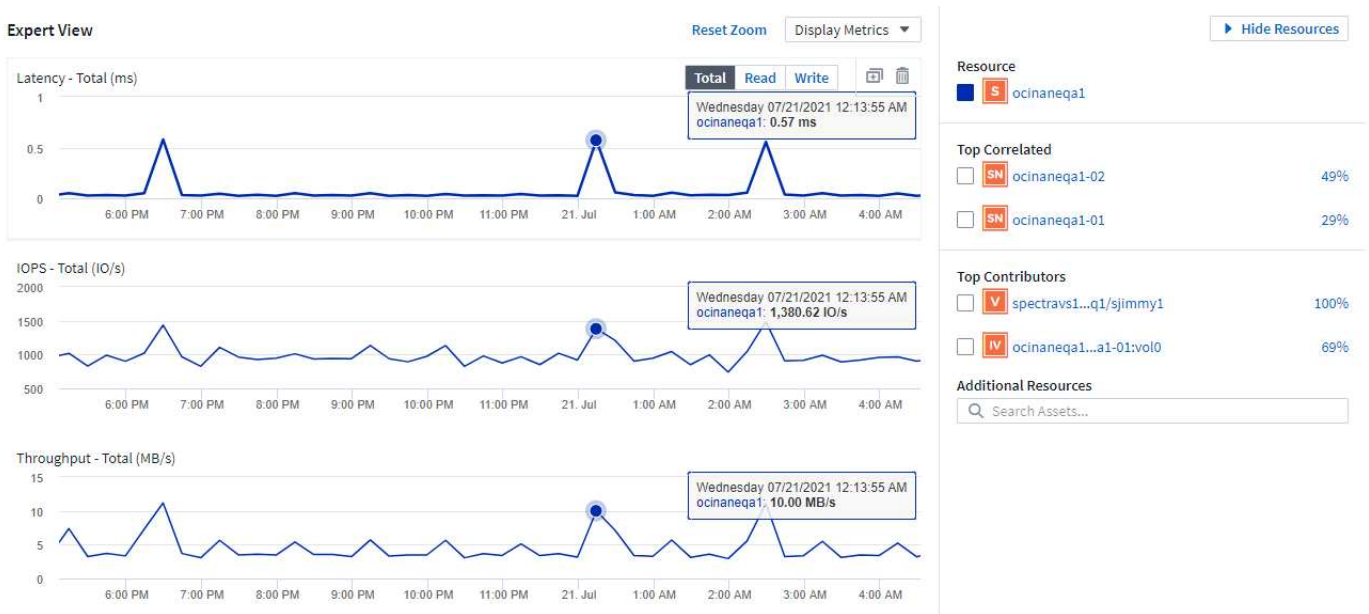 Expert View
Reset Zoom
Display Metrics
Hide Resources
Latency - Total (ms)
Total Read Write
1
0.5
0
Wednesday 07/21/2021 12:13:55 AM
ocinaneqa1: 0.57 ms
6:00 PM 7:00 PM 8:00 PM 9:00 PM 10:00 PM 11:00 PM 21. Jul 1:00 AM 2:00 AM 3:00 AM 4:00 AM
IOPS - Total (IO/s)
2000
1500
1000
500
Wednesday 07/21/2021 12:13:55 AM
ocinaneqa1: 1,380.62 IO/s
6:00 PM 7:00 PM 8:00 PM 9:00 PM 10:00 PM 11:00 PM 21. Jul 1:00 AM 2:00 AM 3:00 AM 4:00 AM
Throughput - Total (MB/s)
15
10
5
0
Wednesday 07/21/2021 12:13:55 AM
ocinaneqa1: 10.00 MB/s
6:00 PM 7:00 PM 8:00 PM 9:00 PM 10:00 PM 11:00 PM 21. Jul 1:00 AM 2:00 AM 3:00 AM 4:00 AM
Resource
S ocinaneqa1
Top Correlated
SN ocinaneqa1-02 49%
SN ocinaneqa1-01 29%
Top Contributors
V spectravs1...q1/sjimmy1 100%
IV ocinaneqa1...a1-01:vol0 69%
Additional Resources
Search Assets...